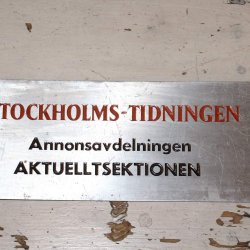 TOCKHOLMS-TIDNINGEN
Annonsavdelningen
AKTUELLTSEKTIONEN